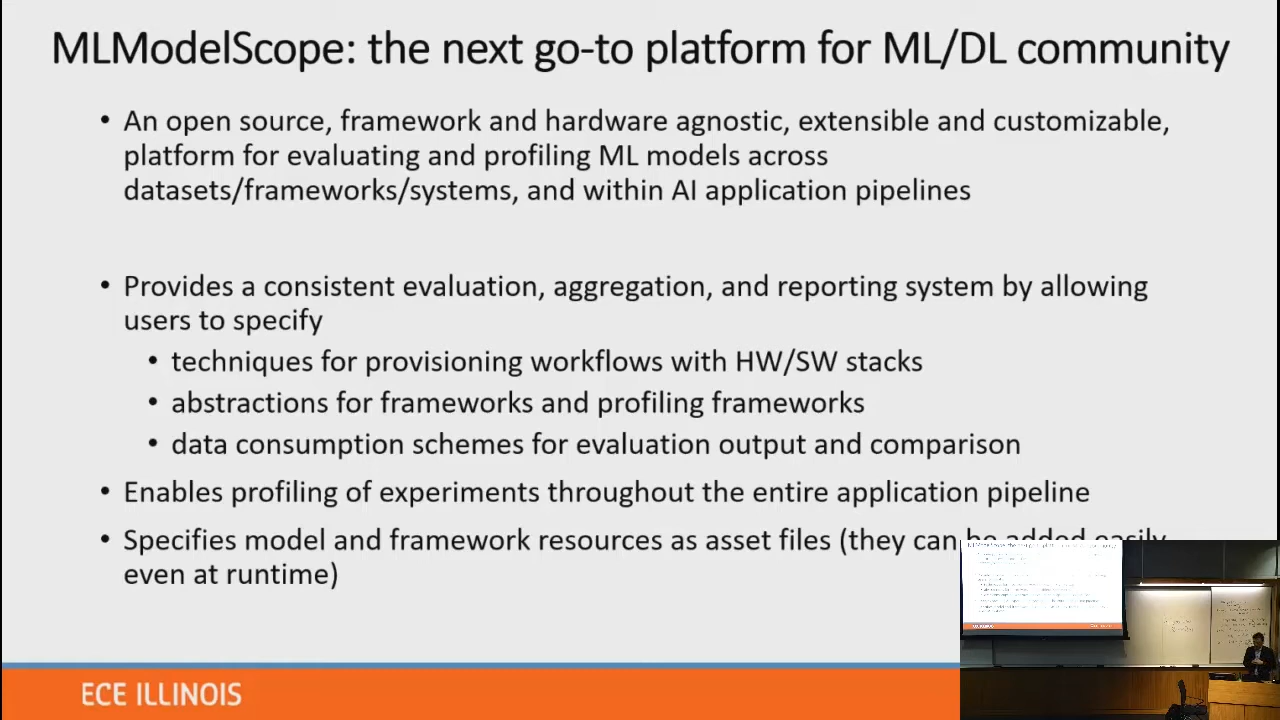 MLModelScope: the next go-to platform for ML/DL community
• An open source, framework and hardware agnostic, extensible and customizable,
platform for evaluating and profiling ML models across
datasets/frameworks/systems, and within AI application pipelines
• Provides a consistent evaluation, aggregation, and reporting system by allowing
users to specify
• techniques for provisioning workflows with HW/SW stacks
• abstractions for frameworks and profiling frameworks
• data consumption schemes for evaluation output and comparison
• Enables profiling of experiments throughout the entire application pipeline
• Specifies model and framework resources as asset files (they can be added easily
even at runtime)
ECE ILLINOIS